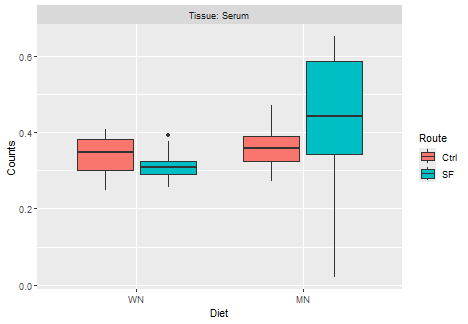 Tissue: Serum
0.6
0.4
0.2
0.0
Counts
WN
MN
Diet
Route
Ctrl
SF